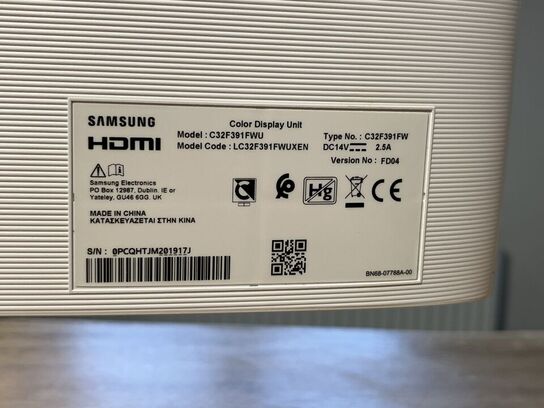 SAMSUNG
HDMI
Color Display Unit
Model : C32F391FWU
Model Code : LC32F391FWUXEN
Type No. : C32F391FW
DC14V⎓ 2.5A
Version No : FD04
Samsung Electronics
PO Box 12987, Dublin. IE or
Yateley, GU46 6GG. UK
MADE IN CHINA
ΚΑΤΑΣΚΕΥΑΖΕΤΑΙ ΣΤΗΝ ΚΙΝΑ
Hg
CE
S/N : 0PCQHTJM201917J
BN68-07788A-00